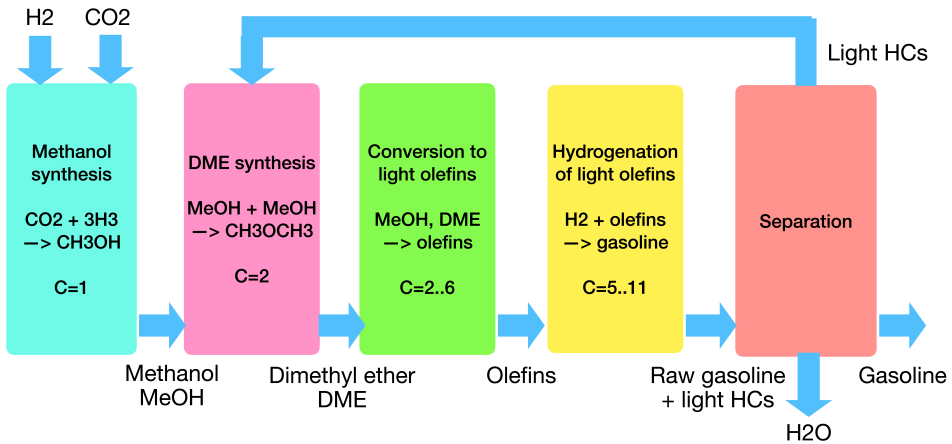 H2
CO2
Light HCs
Methanol
synthesis
CO2 + 3H3
—> CH3OH
C=1
DME synthesis
MeOH + MeOH
—> CH3OCH3
C=2
Conversion to
light olefins
MeOH, DME
—> olefins
C=2..6
Hydrogenation
of light olefins
H2 + olefins
—> gasoline
C=5..11
Separation
Methanol
MeOH
Dimethyl ether
DME
Olefins
Raw gasoline
+ light HCs
Gasoline
H2O